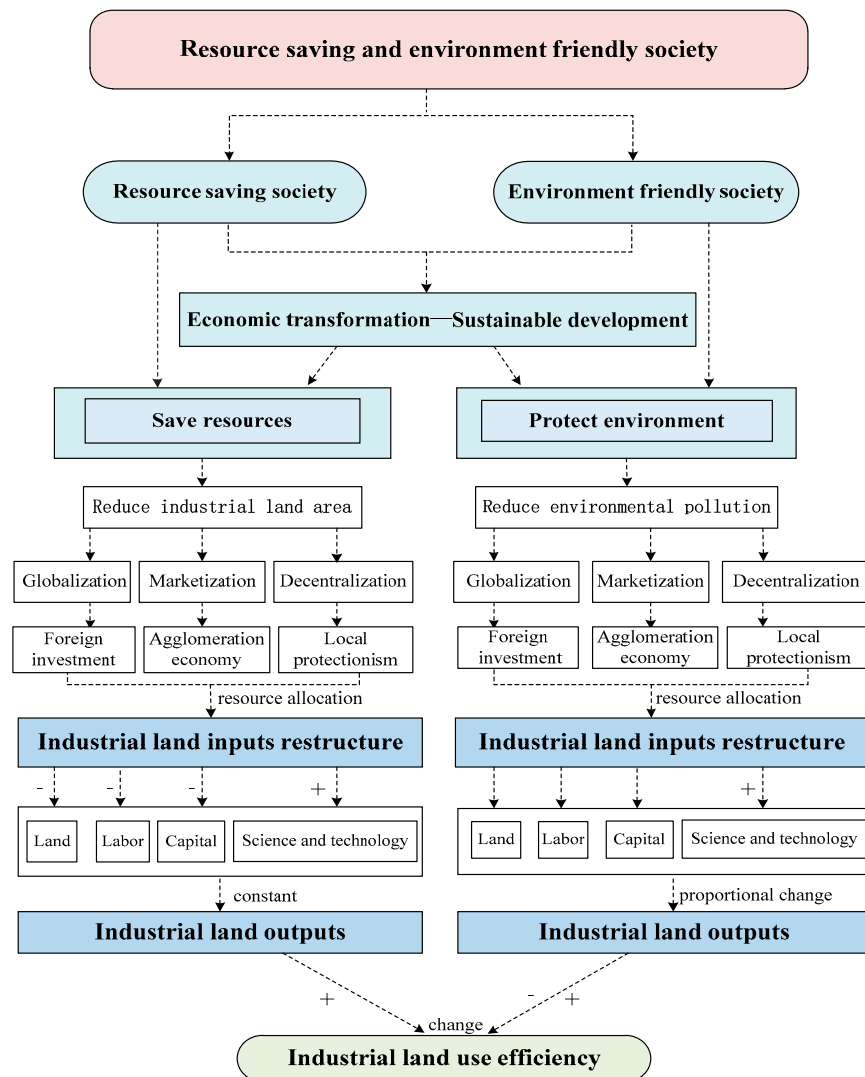 Resource saving and environment friendly society
Resource saving society
Environment friendly society
Economic transformation—Sustainable development
Save resources
Protect environment
Reduce industrial land area
Reduce environmental pollution
Globalization
Marketization
Decentralization
Globalization
Marketization
Decentralization
Foreign
investment
Agglomeration
economy
Local
protectionism
Foreign
investment
Agglomeration
economy
Local
protectionism
resource allocation
resource allocation
Industrial land inputs restructure
Industrial land inputs restructure
- - - +
+
Land
Labor
Capital
Science and technology
Land
Labor
Capital
Science and technology
constant
proportional change
Industrial land outputs
Industrial land outputs
+
- +
change
Industrial land use efficiency